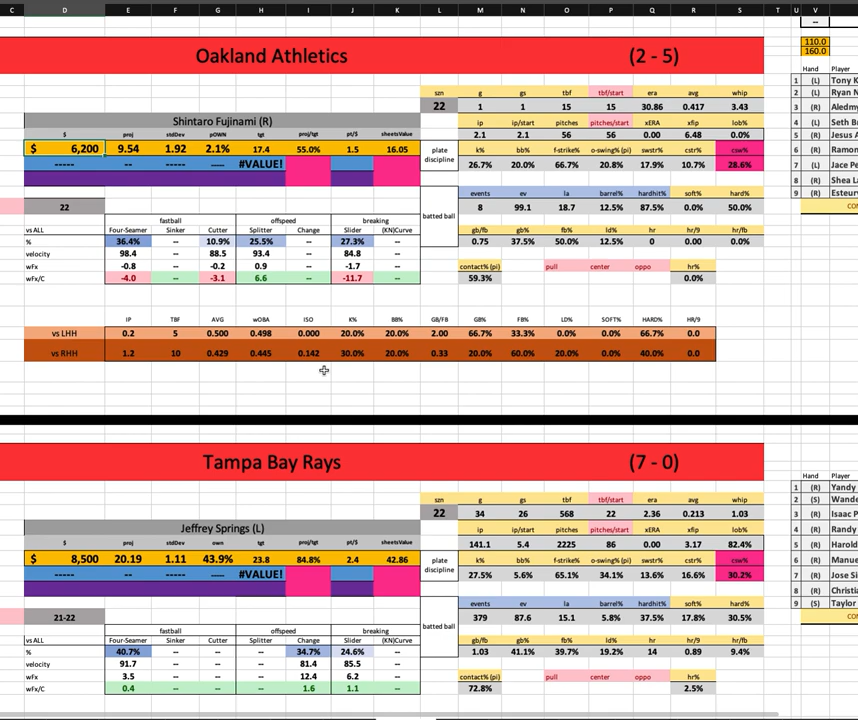 C D E F G H I J K L M N O P Q R S T U V
--
Oakland Athletics (2 - 5)
110.0
160.0
Hand Player
szn g gs tbf tbf/start era avg whip
22 1 1 15 15 30.86 0.417 3.43
1 (L) Tony K
2 (L) Ryan N
3 (R) Aledm
4 (L) Seth B
5 (R) Jesus A
6 (R) Ramon
7 (L) Jace Pe
8 (R) Shea La
9 (R) Esteur
Shintaro Fujinami (R)
ip ip/start pitches pitches/start xERA xfip lob%
2.1 2.1 56 56 0.00 6.48 0.0%
$ proj stdDev pOWN tgt proj/tgt pt/$ sheetsValue
$ 6,200 9.54 1.92 2.1% 17.4 55.0% 1.5 16.05
plate discipline
k% bb% f-strike% o-swing% (pi) swstr% cstr% csw%
26.7% 20.0% 66.7% 20.8% 17.9% 10.7% 28.6%
----- -- ---- ---- #VALUE!
events ev la barrel% hardhit% soft% hard%
8 99.1 18.7 12.5% 87.5% 0.0% 50.0%
22
batted ball
fastball offspeed breaking
vs ALL Four-Seamer Sinker Cutter Splitter Change Slider (KN)Curve
gb/fb gb% fb% ld% hr hr/9 hr/fb
0.75 37.5% 50.0% 12.5% 0 0.00 0.0%
% 36.4% -- 10.9% 25.5% -- 27.3% --
velocity 98.4 -- 88.5 93.4 -- 84.8 --
wFx -0.8 -- -0.2 0.9 -- -1.7 --
wFx/C -4.0 -- -3.1 6.6 -- -11.7 --
contact% (pi) pull center oppo hr%
59.3% 0.0%
IP TBF AVG wOBA ISO K% BB% GB/FB GB% FB% LD% SOFT% HARD% HR/9
vs LHH 0.2 5 0.500 0.498 0.000 20.0% 20.0% 2.00 66.7% 33.3% 0.0% 0.0% 66.7% 0.0
vs RHH 1.2 10 0.429 0.445 0.142 30.0% 20.0% 0.33 20.0% 60.0% 20.0% 0.0% 40.0% 0.0
Tampa Bay Rays (7 - 0)
Hand Player
szn g gs tbf tbf/start era avg whip
22 34 26 568 22 2.36 0.213 1.03
1 (R) Yandy
2 (S) Wande
3 (R) Isaac P
4 (R) Randy
5 (R) Harold
6 (R) Manue
7 (R) Jose Si
8 (R) Christia
9 (S) Taylor
Jeffrey Springs (L)
ip ip/start pitches pitches/start xERA xfip lob%
141.1 5.4 2225 86 0.00 3.17 82.4%
$ proj stdDev own tgt proj/tgt pt/$ sheetsValue
$ 8,500 20.19 1.11 43.9% 23.8 84.8% 2.4 42.86
plate discipline
k% bb% f-strike% o-swing% (pi) swstr% cstr% csw%
27.5% 5.6% 65.1% 34.1% 13.6% 16.6% 30.2%
----- -- ---- ---- #VALUE!
events ev la barrel% hardhit% soft% hard%
379 87.6 15.1 5.8% 37.5% 17.8% 30.5%
21-22
batted ball
fastball offspeed breaking
vs ALL Four-Seamer Sinker Cutter Splitter Change Slider (KN)Curve
gb/fb gb% fb% ld% hr hr/9 hr/fb
1.03 41.1% 39.7% 19.2% 14 0.89 9.4%
% 40.7% -- -- -- 34.7% 24.6% --
velocity 91.7 -- -- -- 81.4 85.5 --
wFx 3.5 -- -- -- 12.4 6.2 --
wFx/C 0.4 -- -- -- 1.6 1.1 --
contact% (pi) pull center oppo hr%
72.8% 2.5%